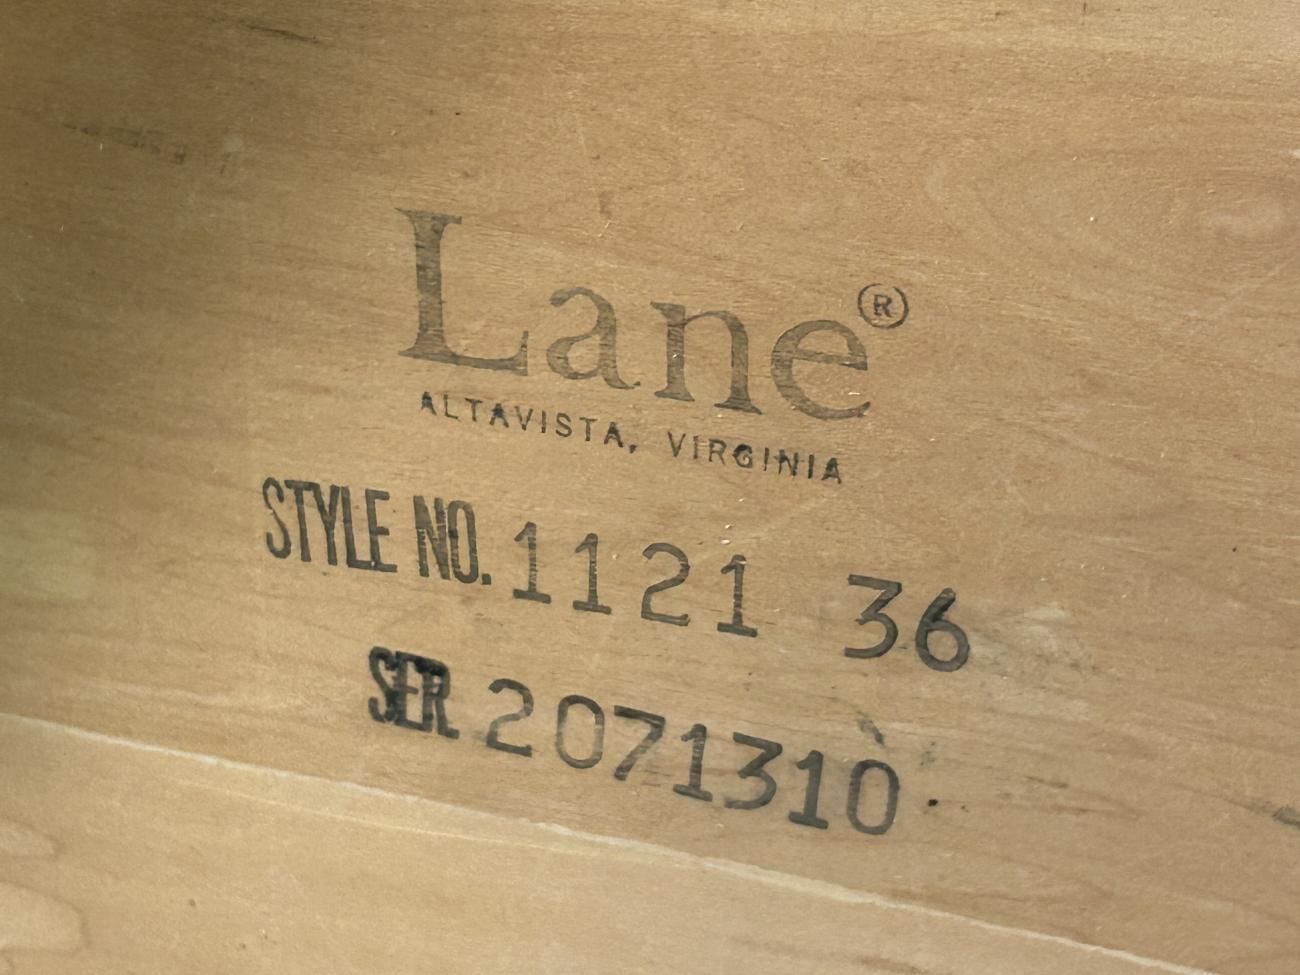 Lane®
ALTAVISTA, VIRGINIA
STYLE NO. 1121 36
SER 2071310